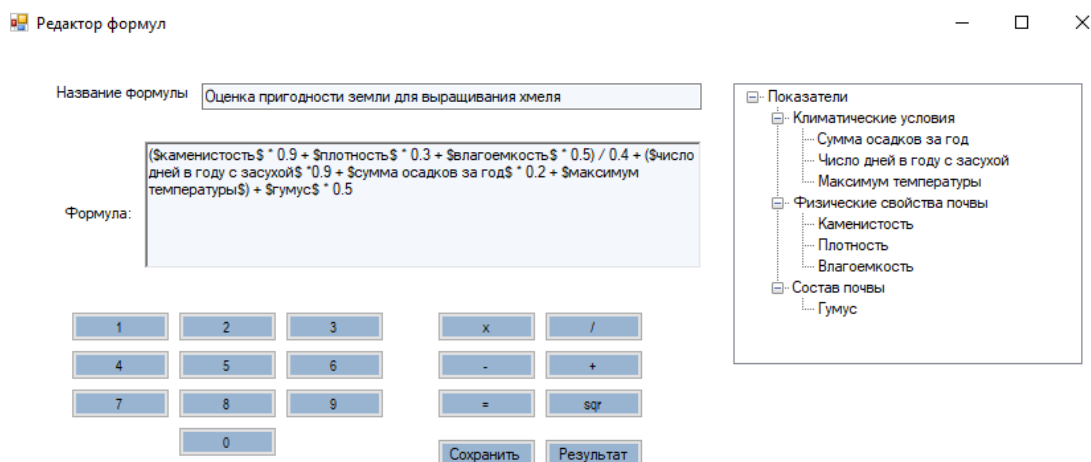 Редактор формул
Название формулы
Оценка пригодности земли для выращивания хмеля
Формула:
($каменистость$ * 0.9 + $плотность$ * 0.3 + $влагоемкость$ * 0.5) / 0.4 + ($число
дней в году с засухой$ *0.9 + $сумма осадков за год$ * 0.2 + $максимум
температуры$) + $гумус$ * 0.5
Показатели
Климатические условия
Сумма осадков за год
Число дней в году с засухой
Максимум температуры
Физические свойства почвы
Каменистость
Плотность
Влагоемкость
Состав почвы
Гумус
1 2 3 x /
4 5 6 - +
7 8 9 = sqr
0 Сохранить Результат